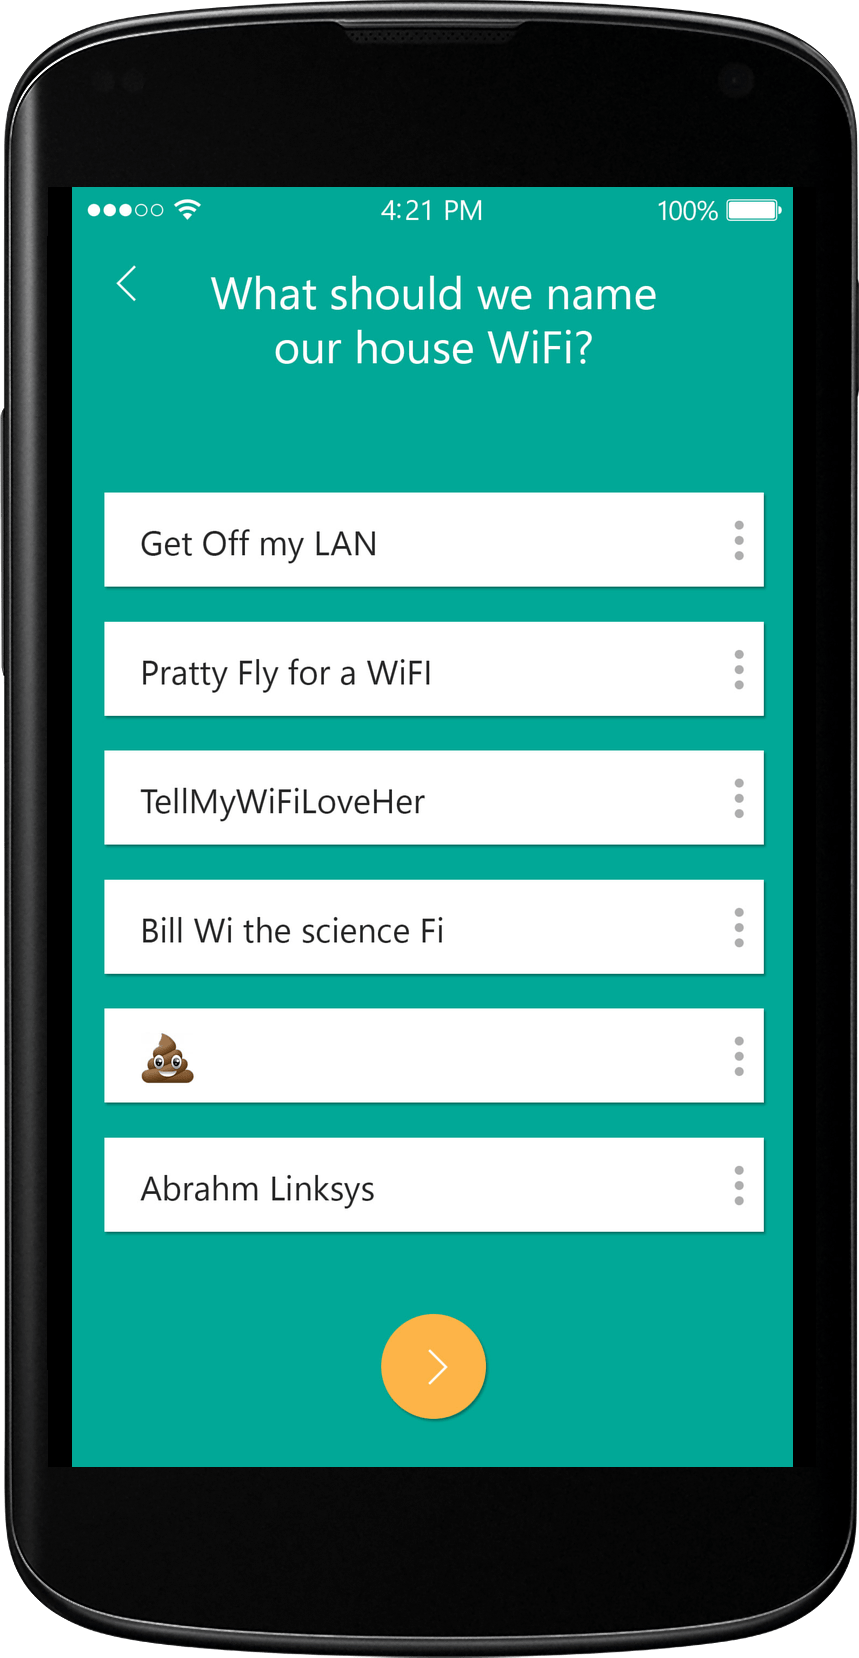 4:21 PM 100%
What should we name
our house WiFi?
Get Off my LAN
Pratty Fly for a WiFI
TellMyWiFiLoveHer
Bill Wi the science Fi
💩
Abrahm Linksys